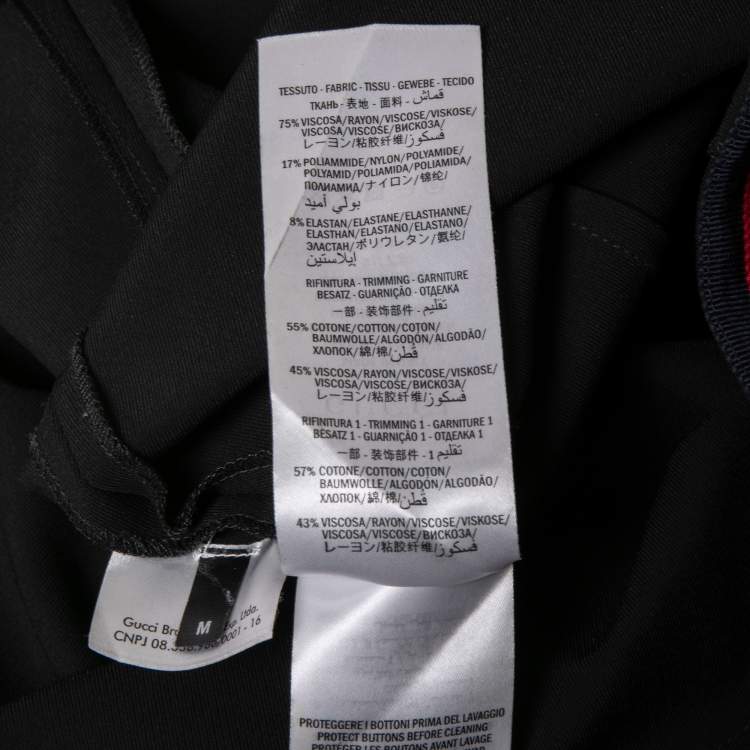 TESSUTO - FABRIC - TISSU - GEWEBE - TECIDO
ТКАНЬ - 表地 - 面料 - قماش
75% VISCOSA/RAYON/VISCOSE/VISKOSE/
VISCOSA/VISCOSE/ВИСКОЗА/
レーヨン/粘胶纤维/فسكوز
17% POLIAMMIDE/NYLON/POLYAMIDE/
POLYAMID/POLIAMIDA/POLIAMIDA/
ПОЛИАМИД/ナイロン/锦纶/
بولي أميد
8% ELASTAN/ELASTANE/ELASTHANNE/
ELASTHAN/ELASTANO/ELASTANO/
ЭЛАСТАН/ポリウレタン/氨纶/
إيلاستين
RIFINITURA - TRIMMING - GARNITURE
BESATZ - GUARNIÇÃO - ОТДЕЛКА
一部 - 装饰部件 - تقليم
55% COTONE/COTTON/COTON/
BAUMWOLLE/ALGODÓN/ALGODÃO/
ХЛОПОК/綿/棉/قطن
45% VISCOSA/RAYON/VISCOSE/VISKOSE/
VISCOSA/VISCOSE/ВИСКОЗА/
レーヨン/粘胶纤维/فسكوز
RIFINITURA 1 - TRIMMING 1 - GARNITURE 1
BESATZ 1 - GUARNIÇÃO 1 - ОТДЕЛКА 1
一部 - 装饰部件 - 1 تقليم
57% COTONE/COTTON/COTON/
BAUMWOLLE/ALGODÓN/ALGODÃO/
ХЛОПОК/綿/棉/قطن
43% VISCOSA/RAYON/VISCOSE/VISKOSE/
VISCOSA/VISCOSE/ВИСКОЗА/
レーヨン/粘胶纤维/فسكوز
M
Gucci Ltda.
CNPJ - 16
PROTEGGERE I BOTTONI PRIMA DEL LAVAGGIO
PROTECT BUTTONS BEFORE CLEANING
LES BOUTONS AVANT LAVAGE